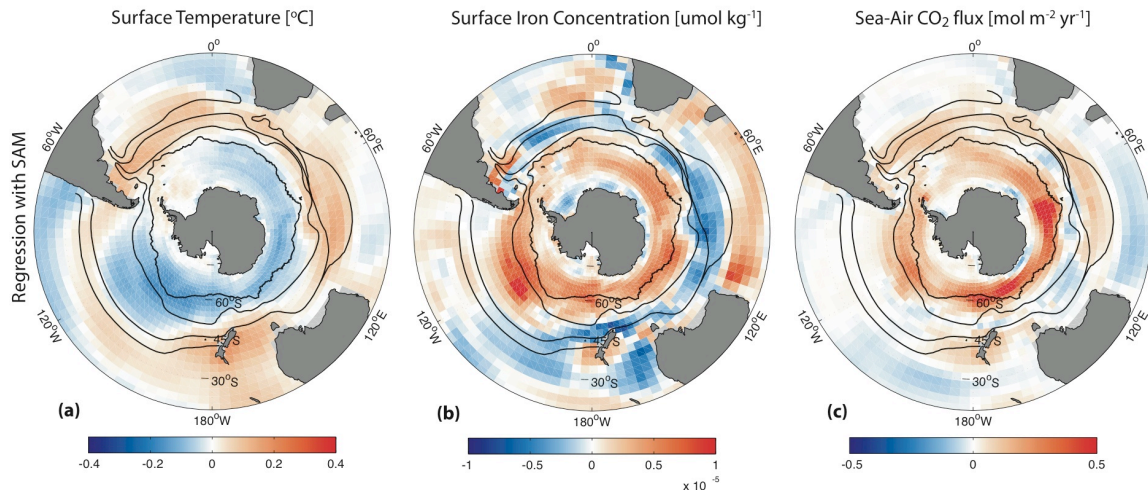 Surface Temperature [ºC]
Surface Iron Concentration [umol kg⁻¹]
Sea-Air CO₂ flux [mol m⁻² yr⁻¹]
Regression with SAM
0°
60°W
60°E
120°W
120°E
180°W
60°S
45°S
30°S
(a)
-0.4
-0.2
0
0.2
0.4
0°
60°W
60°E
120°W
120°E
180°W
60°S
45°S
30°S
(b)
-1
-0.5
0
0.5
1
x 10⁻⁵
0°
60°W
60°E
120°W
120°E
180°W
60°S
45°S
30°S
(c)
-0.5
0
0.5